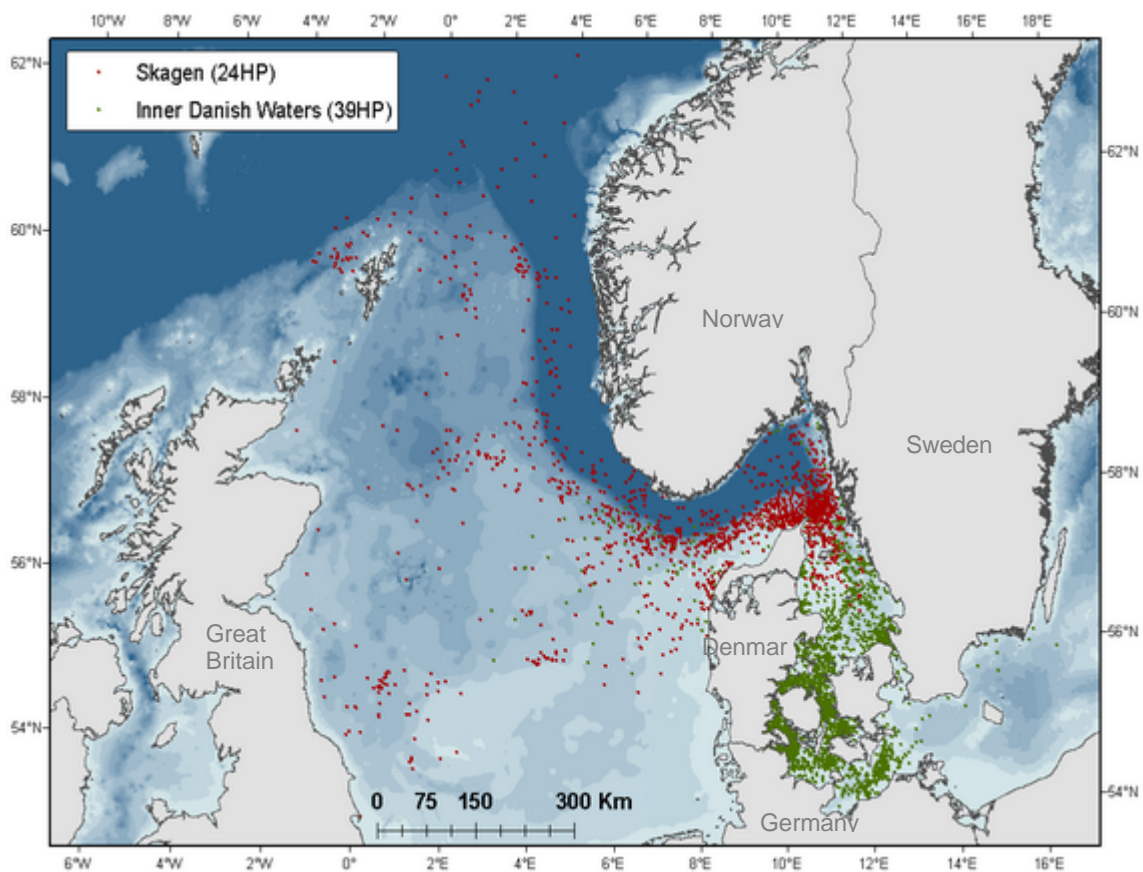 10°W 8°W 6°W 4°W 2°W 0° 2°E 4°E 6°E 8°E 10°E 12°E 14°E 16°E 18°E
Skagen (24HP)
Inner Danish Waters (39HP)
62°N
62°N
60°N
60°N
Norway
58°N
Sweden
58°N
56°N
56°N
Great
Britain
Denmar
54°N
54°N
0 75 150 300 Km
Germany
6°W 4°W 2°W 0° 2°E 4°E 6°E 8°E 10°E 12°E 14°E 16°E